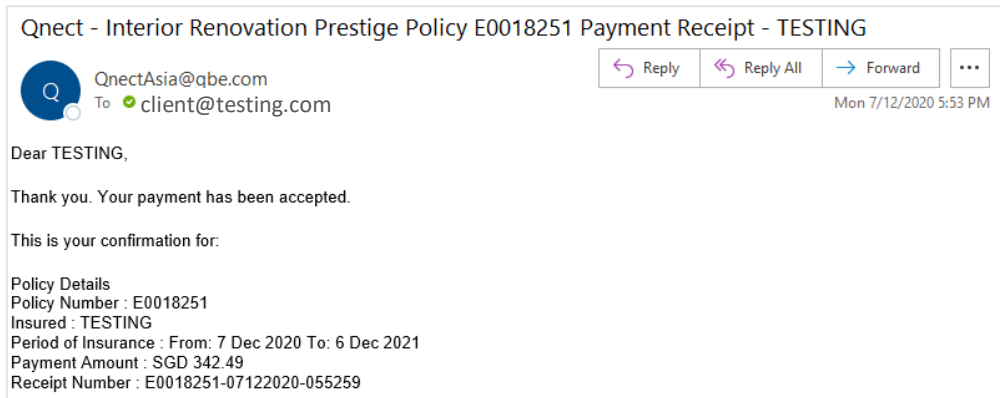 Qnect - Interior Renovation Prestige Policy E0018251 Payment Receipt - TESTING
Q
QnectAsia@qbe.com
To client@testing.com
Reply
Reply All
Forward
...
Mon 7/12/2020 5:53 PM
Dear TESTING,
Thank you. Your payment has been accepted.
This is your confirmation for:
Policy Details
Policy Number : E0018251
Insured : TESTING
Period of Insurance : From: 7 Dec 2020 To: 6 Dec 2021
Payment Amount : SGD 342.49
Receipt Number : E0018251-07122020-055259